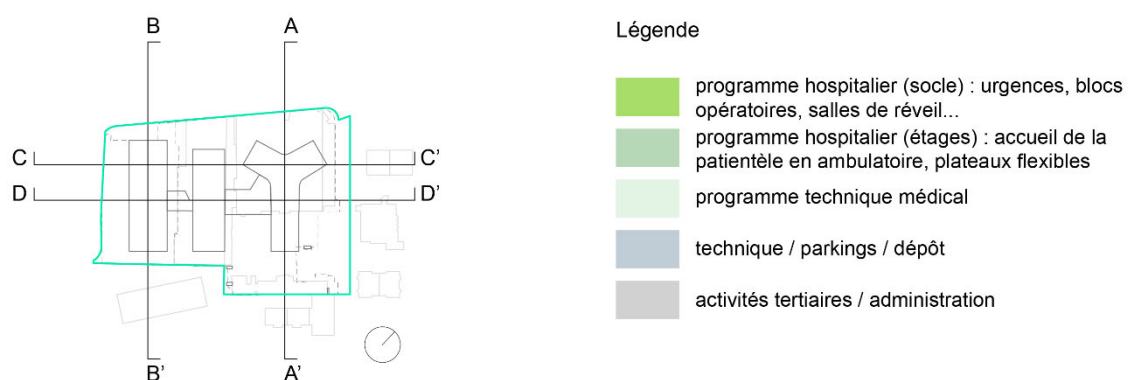 B
A
C
C'
D
D'
B'
A'
Légende
programme hospitalier (socle) : urgences, blocs
opératoires, salles de réveil...
programme hospitalier (étages) : accueil de la
patientèle en ambulatoire, plateaux flexibles
programme technique médical
technique / parkings / dépôt
activités tertiaires / administration